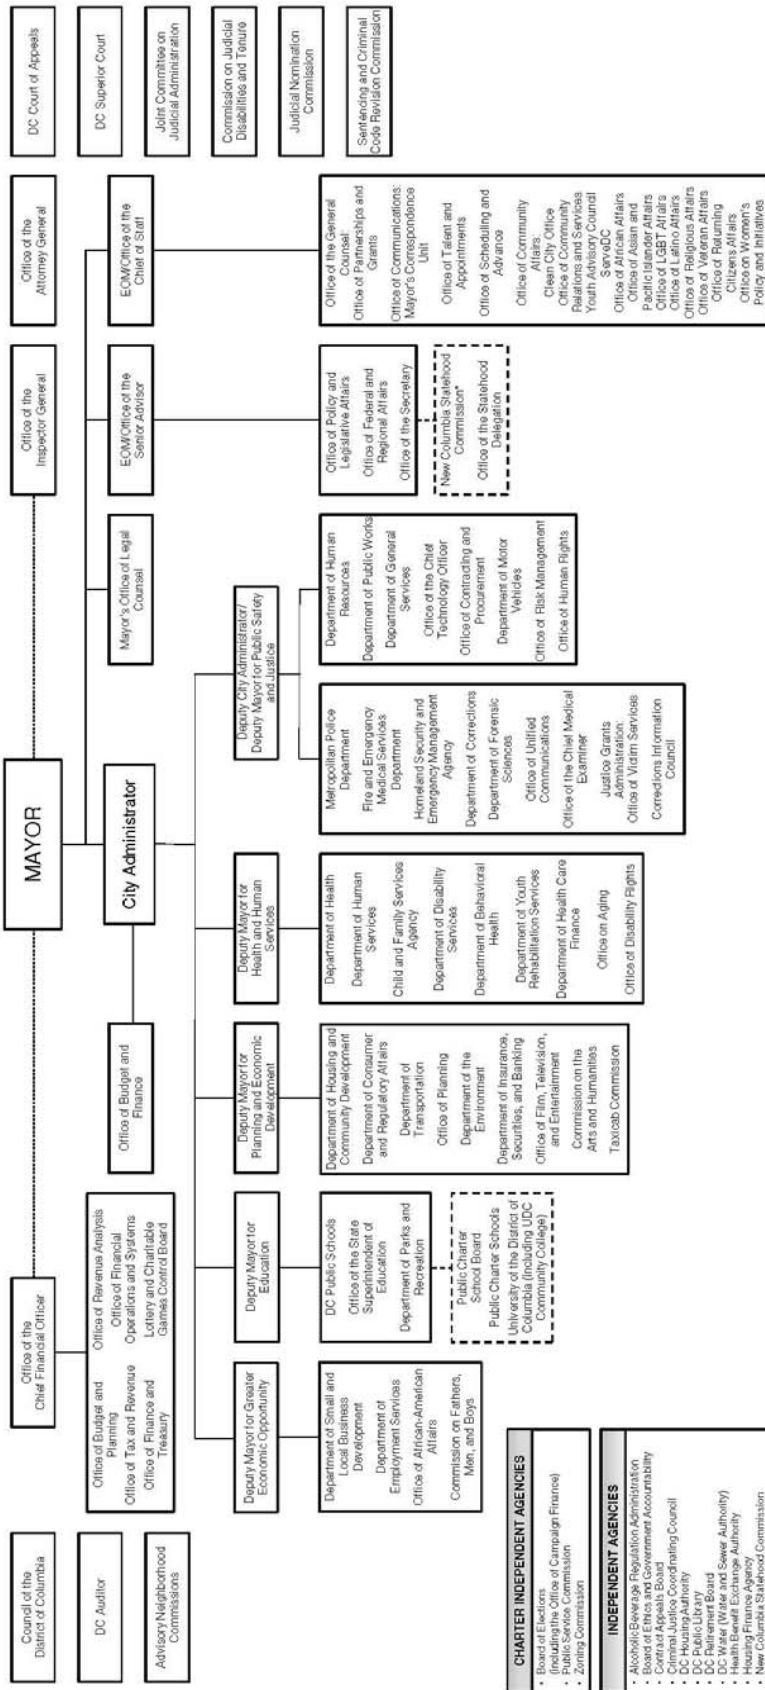 Council of the
District of Columbia
DC Auditor
Advisory Neighborhood
Commissions
Office of the
Chief Financial Officer
Office of Budget and
Planning
Office of Tax and Revenue
Office of Finance and
Treasury
Office of Revenue Analysis
Office of Financial
Operations and Systems
Lottery and Charitable
Games Control Board
MAYOR
Office of the
Inspector General
Office of the
Attorney General
DC Court of Appeals
DC Superior Court
Joint Committee on
Judicial Administration
Commission on Judicial
Disabilities and Tenure
Judicial Nomination
Commission
Sentencing and Criminal
Code Revision Commission
Office of Budget and
Finance
City Administrator
Mayor's Office of Legal
Counsel
EOM/Office of the
Senior Advisor
EOM/Office of the
Chief of Staff
Deputy Mayor for Greater
Economic Opportunity
Department of Small and
Local Business
Development
Department of
Employment Services
Office of African-American
Affairs
Commission on Fathers,
Men, and Boys
Deputy Mayor for
Education
DC Public Schools
Office of the State
Superintendent of
Education
Department of Parks and
Recreation
Public Charter
School Board
Public Charter Schools
University of the District of
Columbia (including UDC
Community College)
Deputy Mayor for
Planning and Economic
Development
Department of Housing and
Community Development
Department of Consumer
and Regulatory Affairs
Department of
Transportation
Office of Planning
Department of the
Environment
Department of Insurance,
Securities, and Banking
Office of Film, Television,
and Entertainment
Commission on the
Arts and Humanities
Taxicab Commission
Deputy Mayor for
Health and Human
Services
Department of Health
Department of Human
Services
Child and Family Services
Agency
Department of Disability
Services
Department of Behavioral
Health
Department of Youth
Rehabilitation Services
Department of Health Care
Finance
Office on Aging
Office of Disability Rights
Deputy City Administrator/
Deputy Mayor for Public Safety
and Justice
Metropolitan Police
Department
Fire and Emergency
Medical Services
Department
Homeland Security and
Emergency Management
Agency
Department of Corrections
Department of Forensic
Sciences
Office of Unified
Communications
Office of the Chief Medical
Examiner
Justice Grants
Administration:
Office of Victim Services
Corrections Information
Council
Department of Human
Resources
Department of Public Works
Department of General
Services
Office of the Chief
Technology Officer
Office of Contracting and
Procurement
Department of Motor
Vehicles
Office of Risk Management
Office of Human Rights
Office of Policy and
Legislative Affairs
Office of Federal and
Regional Affairs
Office of the Secretary
New Columbia Statehood
Commission*
Office of the Statehood
Delegation
Office of the General
Counsel:
Office of Partnerships and
Grants
Office of Communications:
Mayor's Correspondence
Unit
Office of Talent and
Appointments
Office of Scheduling and
Advance
Office of Community
Affairs:
Clean City Office
Office of Community
Relations and Services
Youth Advisory Council
ServeDC
Office of African Affairs
Office of Asian and
Pacific Islander Affairs
Office of LGBT Affairs
Office of Latino Affairs
Office of Religious Affairs
Office of Veteran Affairs
Office of Returning
Citizens Affairs
Office on Women's
Policy and Initiatives
CHARTER INDEPENDENT AGENCIES
• Board of Elections
(including the Office of Campaign Finance)
• Public Service Commission
• Zoning Commission
INDEPENDENT AGENCIES
• Alcoholic Beverage Regulation Administration
• Board of Ethics and Government Accountability
• Contract Appeals Board
• Criminal Justice Coordinating Council
• DC Housing Authority
• DC Public Library
• DC Retirement Board
• DC Water (Water and Sewer Authority)
• Health Benefit Exchange Authority
• Housing Finance Agency
• New Columbia Statehood Commission